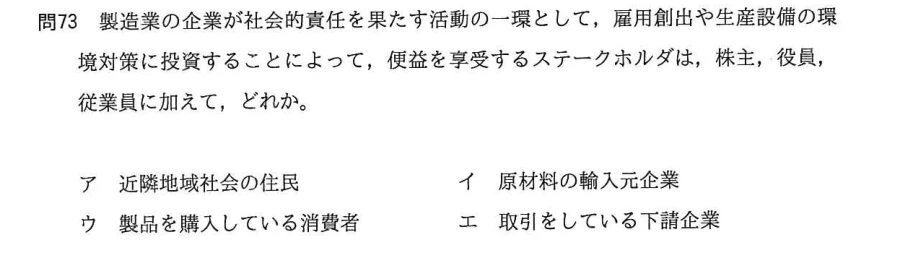 問73 製造業の企業が社会的責任を果たす活動の一環として，雇用創出や生産設備の環
境対策に投資することによって，便益を享受するステークホルダは，株主，役員，
従業員に加えて，どれか。
ア 近隣地域社会の住民 イ 原材料の輸入元企業
ウ 製品を購入している消費者 エ 取引をしている下請企業